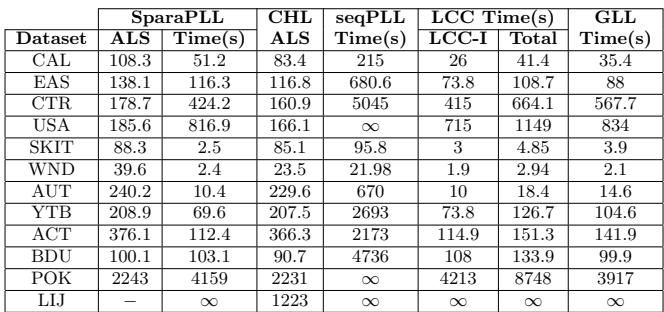 SparaPLL CHL seqPLL LCC Time(s) GLL
Dataset ALS Time(s) ALS Time(s) LCC-I Total Time(s)
CAL 108.3 51.2 83.4 215 26 41.4 35.4
EAS 138.1 116.3 116.8 680.6 73.8 108.7 88
CTR 178.7 424.2 160.9 5045 415 664.1 567.7
USA 185.6 816.9 166.1 ∞ 715 1149 834
SKIT 88.3 2.5 85.1 95.8 3 4.85 3.9
WND 39.6 2.4 23.5 21.98 1.9 2.94 2.1
AUT 240.2 10.4 229.6 670 10 18.4 14.6
YTB 208.9 69.6 207.5 2693 73.8 126.7 104.6
ACT 376.1 112.4 366.3 2173 114.9 151.3 141.9
BDU 100.1 103.1 90.7 4736 108 133.9 99.9
POK 2243 4159 2231 ∞ 4213 8748 3917
LIJ − ∞ 1223 ∞ ∞ ∞ ∞